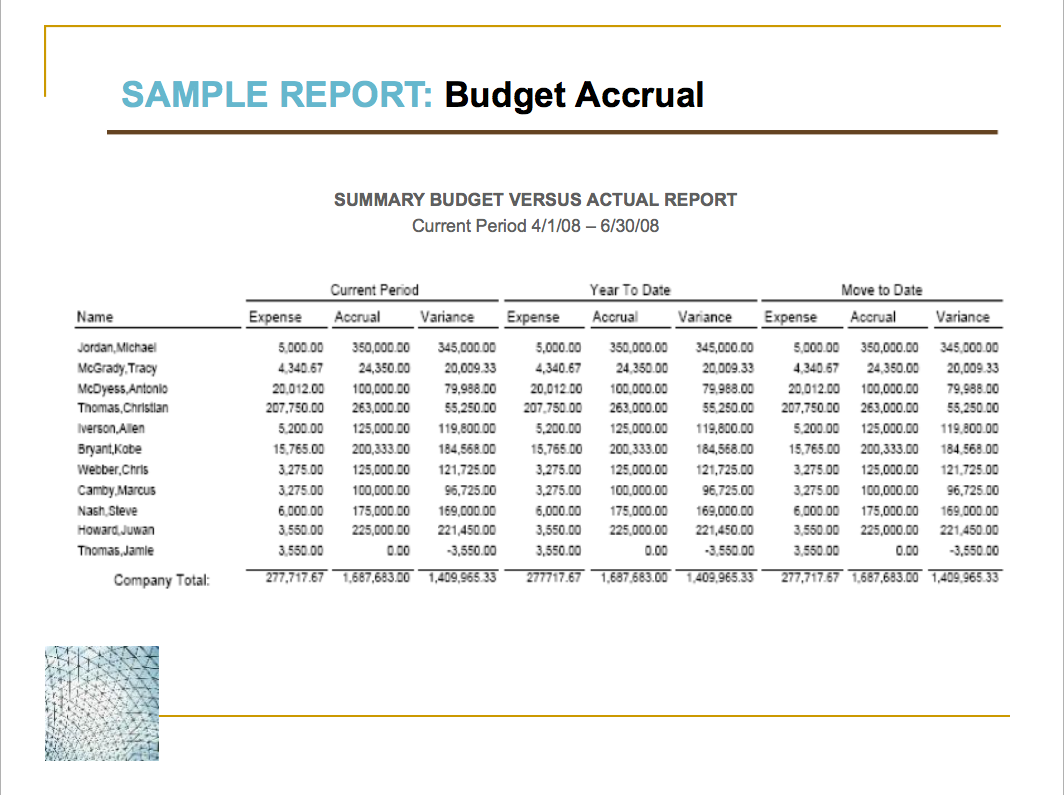 SAMPLE REPORT: Budget Accrual
SUMMARY BUDGET VERSUS ACTUAL REPORT
Current Period 4/1/08 – 6/30/08
Current Period Year To Date Move to Date
Name Expense Accrual Variance Expense Accrual Variance Expense Accrual Variance
Jordan,Michael 5,000.00 350,000.00 345,000.00 5,000.00 350,000.00 345,000.00 5,000.00 350,000.00 345,000.00
McGrady,Tracy 4,340.67 24,350.00 20,009.33 4,340.67 24,350.00 20,009.33 4,340.67 24,350.00 20,009.33
McDyess,Antonio 20,012.00 100,000.00 79,988.00 20,012.00 100,000.00 79,988.00 20,012.00 100,000.00 79,988.00
Thomas,Christian 207,750.00 263,000.00 55,250.00 207,750.00 263,000.00 55,250.00 207,750.00 263,000.00 55,250.00
Iverson,Allen 5,200.00 125,000.00 119,800.00 5,200.00 125,000.00 119,800.00 5,200.00 125,000.00 119,800.00
Bryant,Kobe 15,765.00 200,333.00 184,568.00 15,765.00 200,333.00 184,568.00 15,765.00 200,333.00 184,568.00
Webber,Chris 3,275.00 125,000.00 121,725.00 3,275.00 125,000.00 121,725.00 3,275.00 125,000.00 121,725.00
Camby,Marcus 3,275.00 100,000.00 96,725.00 3,275.00 100,000.00 96,725.00 3,275.00 100,000.00 96,725.00
Nash,Steve 6,000.00 175,000.00 169,000.00 6,000.00 175,000.00 169,000.00 6,000.00 175,000.00 169,000.00
Howard,Juwan 3,550.00 225,000.00 221,450.00 3,550.00 225,000.00 221,450.00 3,550.00 225,000.00 221,450.00
Thomas,Jamie 3,550.00 0.00 -3,550.00 3,550.00 0.00 -3,550.00 3,550.00 0.00 -3,550.00
Company Total: 277,717.67 1,687,683.00 1,409,965.33 277717.67 1,687,683.00 1,409,965.33 277,717.67 1,687,683.00 1,409,965.33